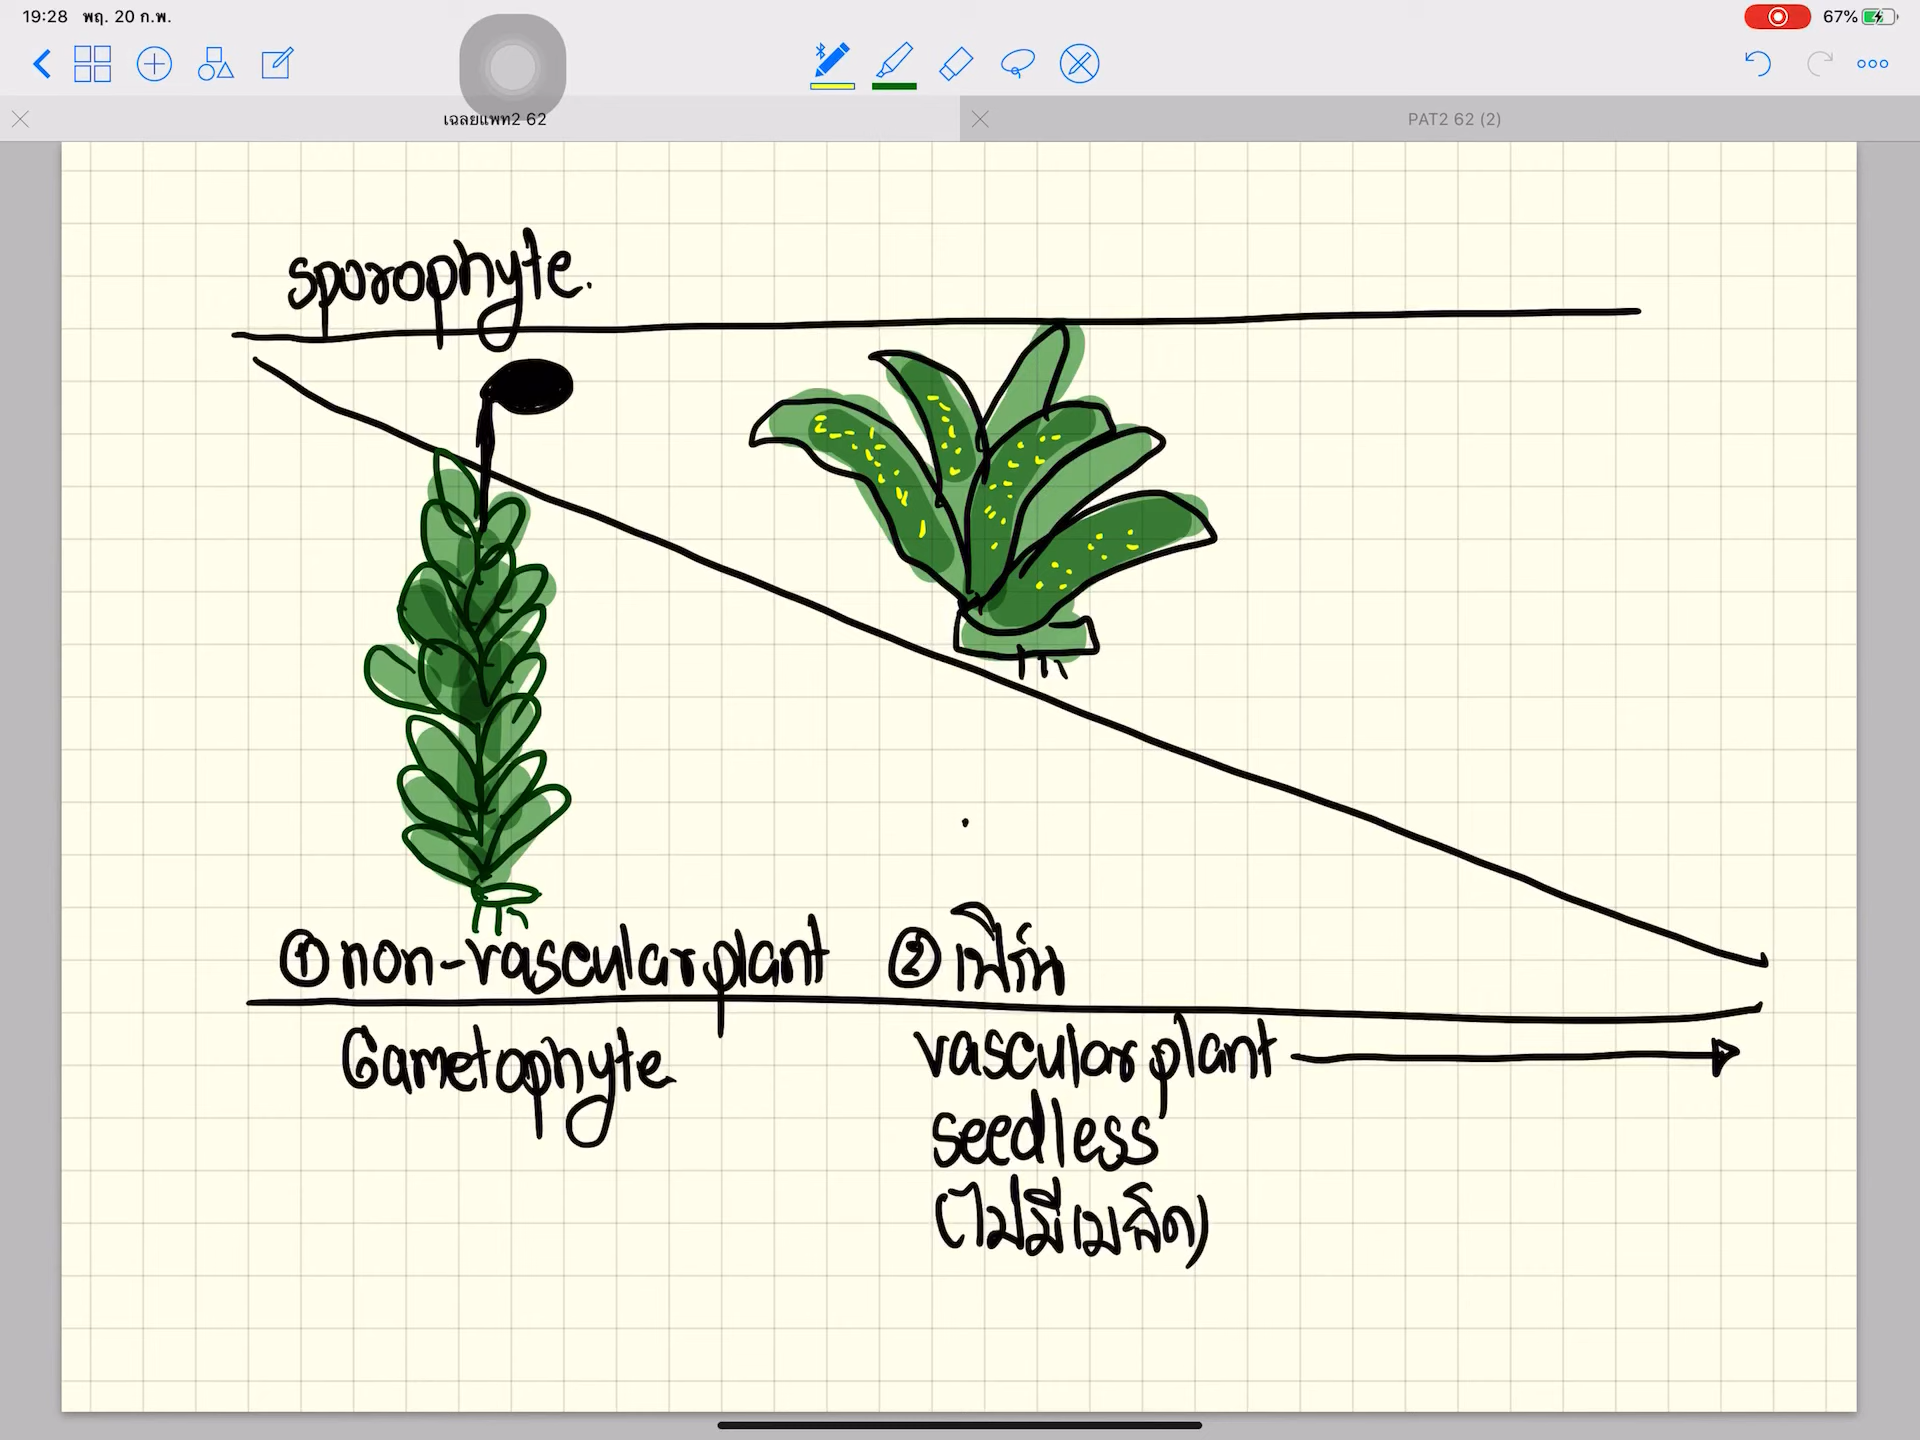 19:28 พฤ. 20 ก.พ.
67%
เฉลยแพท2 62
PAT2 62 (2)
sporophyte.
① non-vascular plant ② เฟิร์น
Gametophyte
vascular plant
seedless
(ไม่มีเมล็ด)